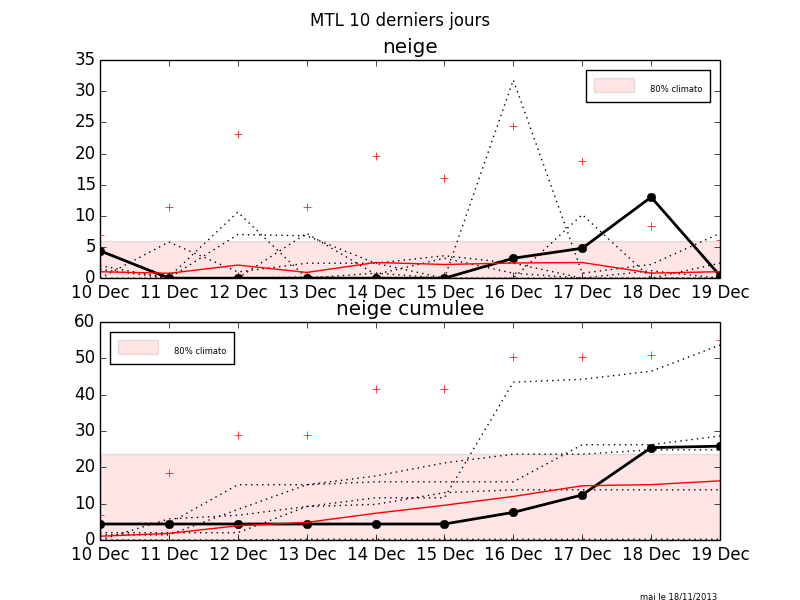 MTL 10 derniers jours
neige
35
30
25
20
15
10
5
0
80% climato
10 Dec 11 Dec 12 Dec 13 Dec 14 Dec 15 Dec 16 Dec 17 Dec 18 Dec 19 Dec
neige cumulee
60
50
40
30
20
10
0
80% climato
10 Dec 11 Dec 12 Dec 13 Dec 14 Dec 15 Dec 16 Dec 17 Dec 18 Dec 19 Dec
maj le 18/11/2013